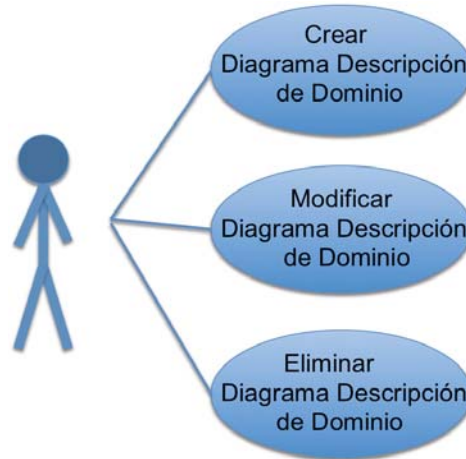 Crear
Diagrama Descripción
de Dominio
Modificar
Diagrama Descripción
de Dominio
Eliminar
Diagrama Descripción
de Dominio